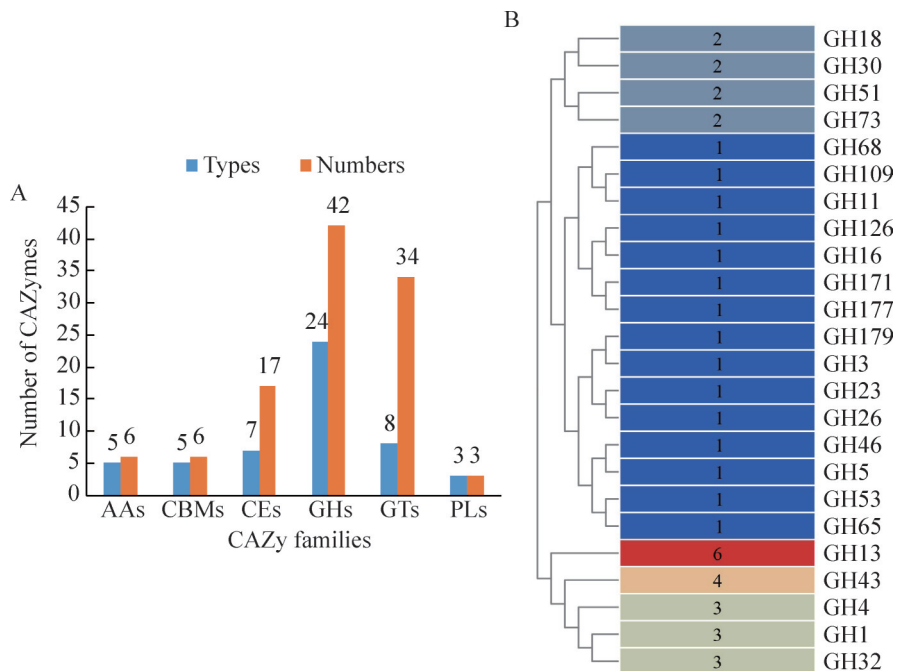 A
Types Numbers
Number of CAZymes
45
40
35
30
25
20
15
10
5
0
5 6
5 6
7 17
24 42
8 34
3 3
AAs CBMs CEs GHs GTs PLs
CAZy families
B
2 GH18
2 GH30
2 GH51
2 GH73
1 GH68
1 GH109
1 GH11
1 GH126
1 GH16
1 GH171
1 GH177
1 GH179
1 GH3
1 GH23
1 GH26
1 GH46
1 GH5
1 GH53
1 GH65
6 GH13
4 GH43
3 GH4
3 GH1
3 GH32